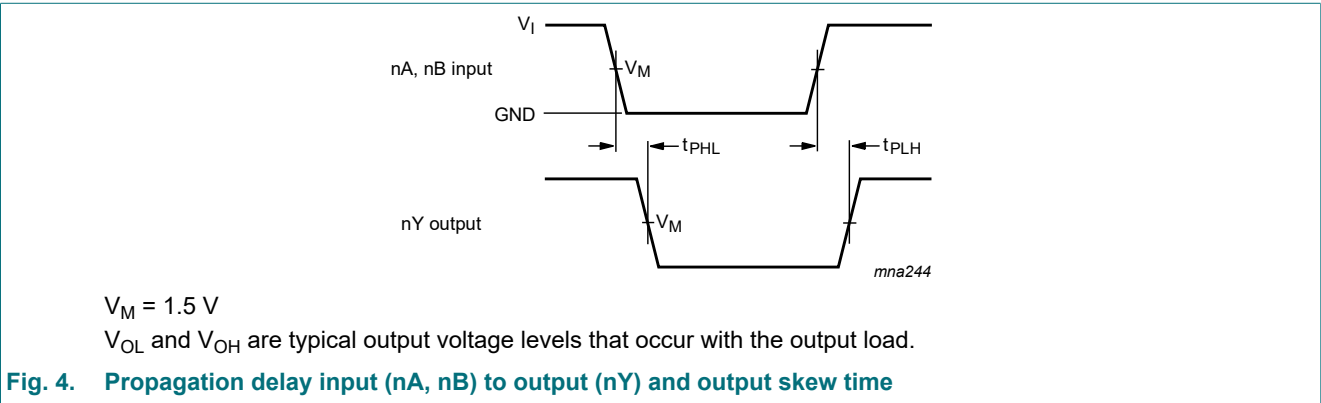 V_I
nA, nB input
V_M
GND
t_PHL
t_PLH
nY output
V_M
mna244
V_M = 1.5 V
V_OL and V_OH are typical output voltage levels that occur with the output load.
Fig. 4. Propagation delay input (nA, nB) to output (nY) and output skew time